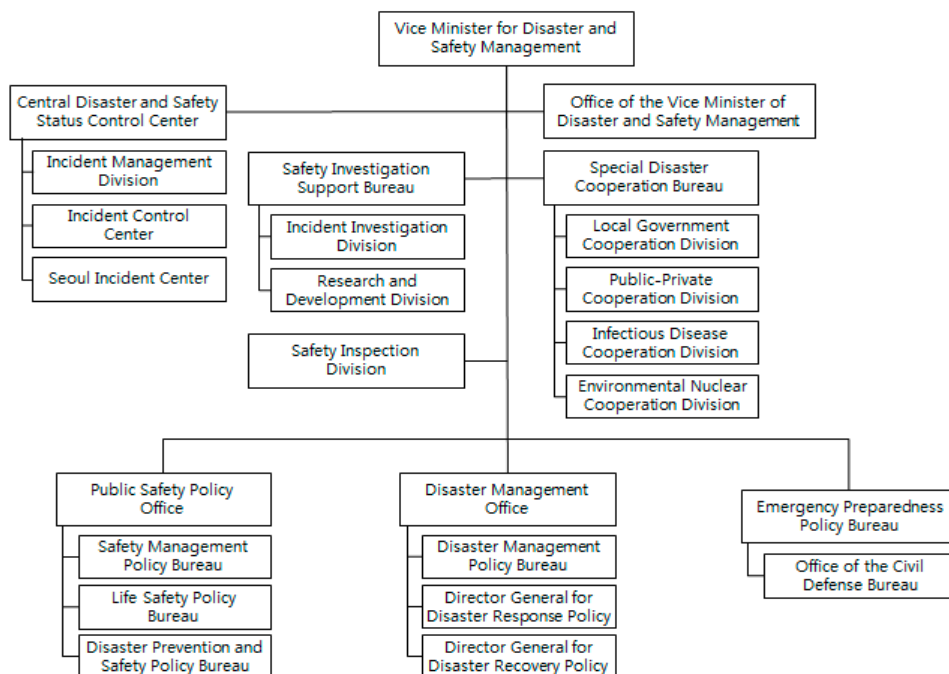 Vice Minister for Disaster and
Safety Management
Central Disaster and Safety
Status Control Center
Office of the Vice Minister of
Disaster and Safety Management
Incident Management
Division
Incident Control
Center
Seoul Incident Center
Safety Investigation
Support Bureau
Incident Investigation
Division
Research and
Development Division
Safety Inspection
Division
Special Disaster
Cooperation Bureau
Local Government
Cooperation Division
Public-Private
Cooperation Division
Infectious Disease
Cooperation Division
Environmental Nuclear
Cooperation Division
Public Safety Policy
Office
Safety Management
Policy Bureau
Life Safety Policy
Bureau
Disaster Prevention and
Safety Policy Bureau
Disaster Management
Office
Disaster Management
Policy Bureau
Director General for
Disaster Response Policy
Director General for
Disaster Recovery Policy
Emergency Preparedness
Policy Bureau
Office of the Civil
Defense Bureau